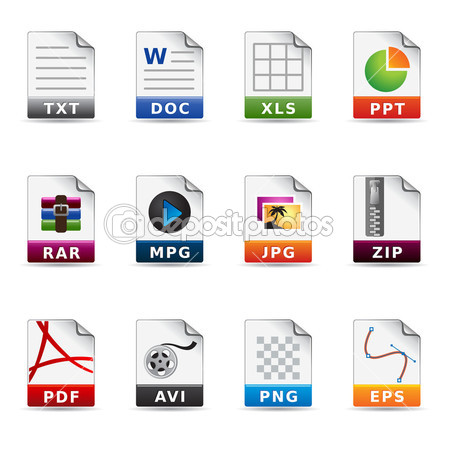 TXT
W
DOC
XLS
PPT
RAR
MPG
JPG
ZIP
depositphotos
PDF
AVI
PNG
EPS